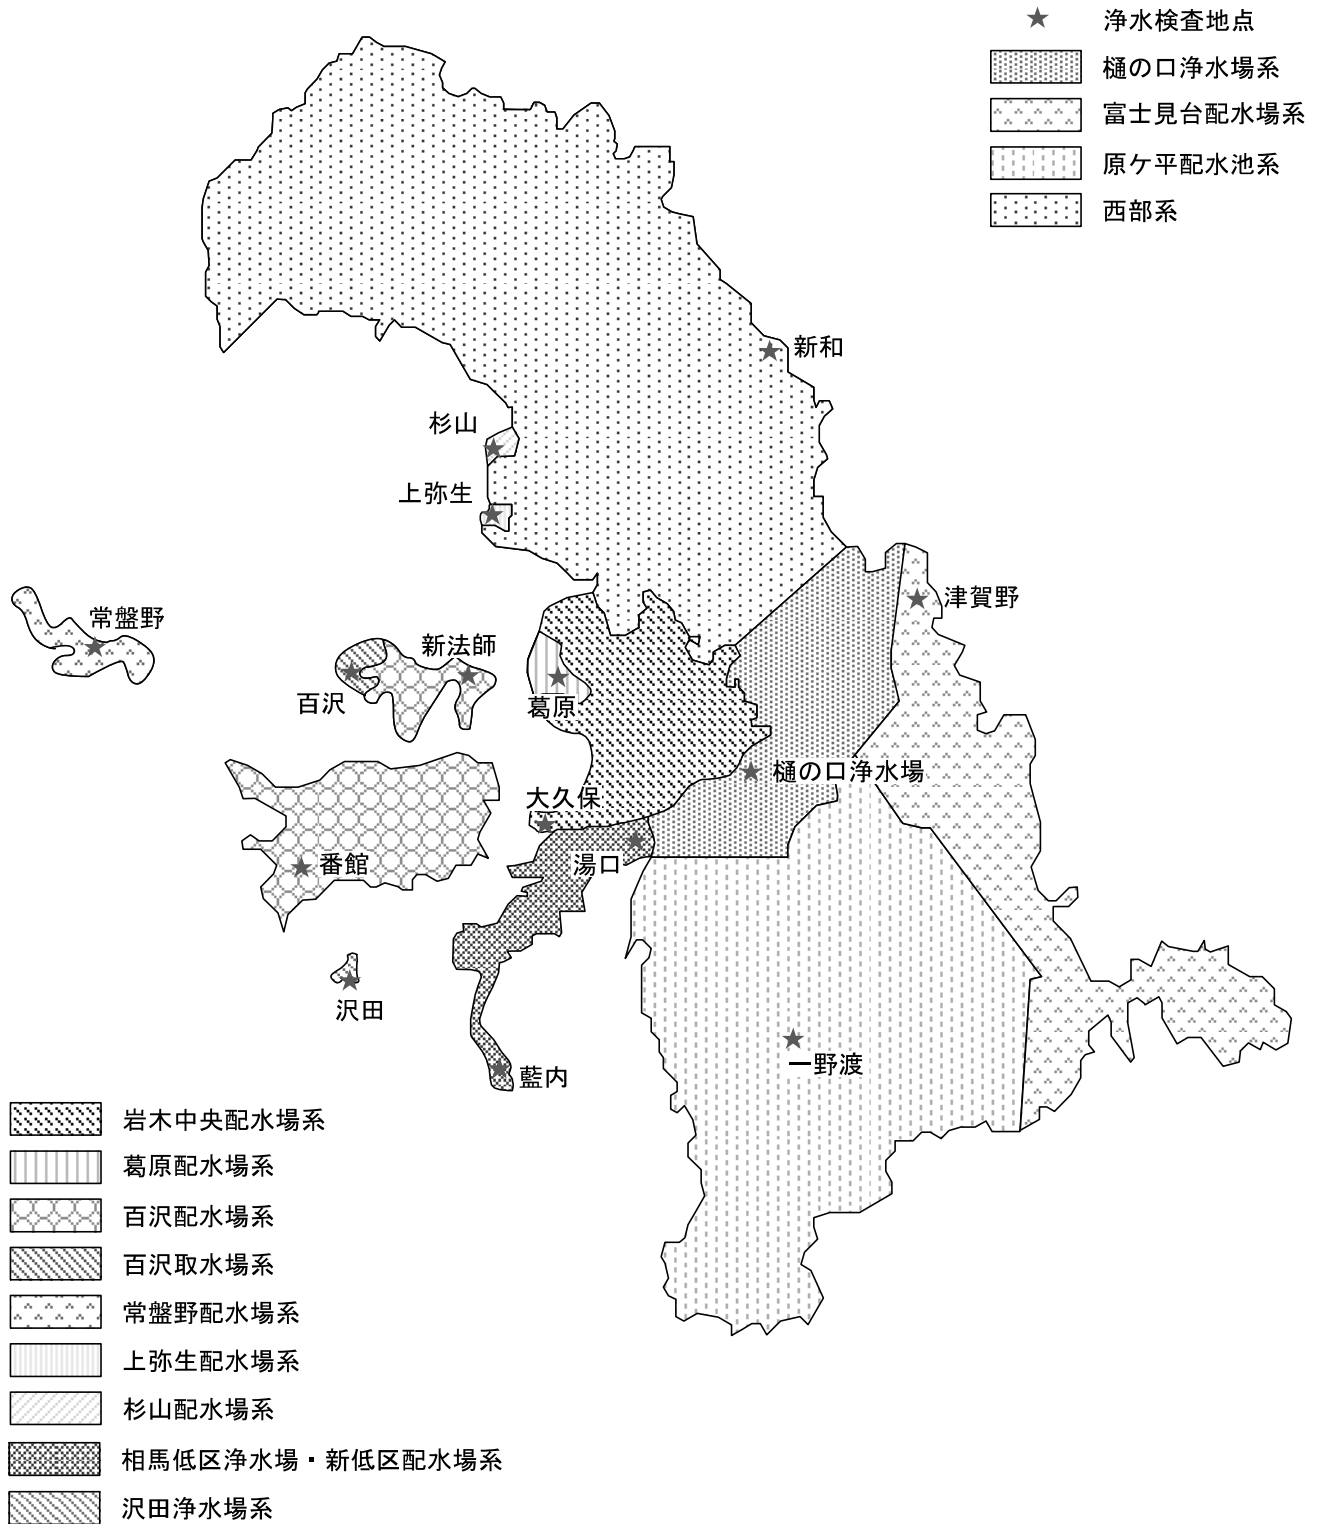 浄水検査地点
樋の口浄水場系
富士見台配水場系
原ケ平配水池系
西部系
新和
杉山
上弥生
常盤野
津賀野
新法師
百沢
葛原
樋の口浄水場
大久保
湯口
番館
沢田
一野渡
藍内
岩木中央配水場系
葛原配水場系
百沢配水場系
百沢取水場系
常盤野配水場系
上弥生配水場系
杉山配水場系
相馬低区浄水場・新低区配水場系
沢田浄水場系